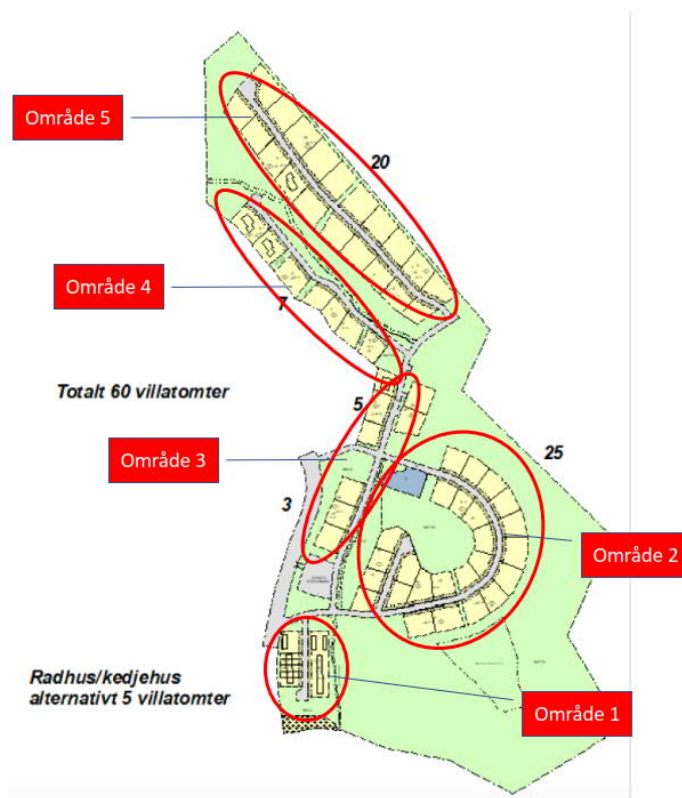 Område 5
20
Område 4
7
Totalt 60 villatomter
5
25
Område 3
3
Område 2
Radhus/kedjehus
alternativt 5 villatomter
Område 1